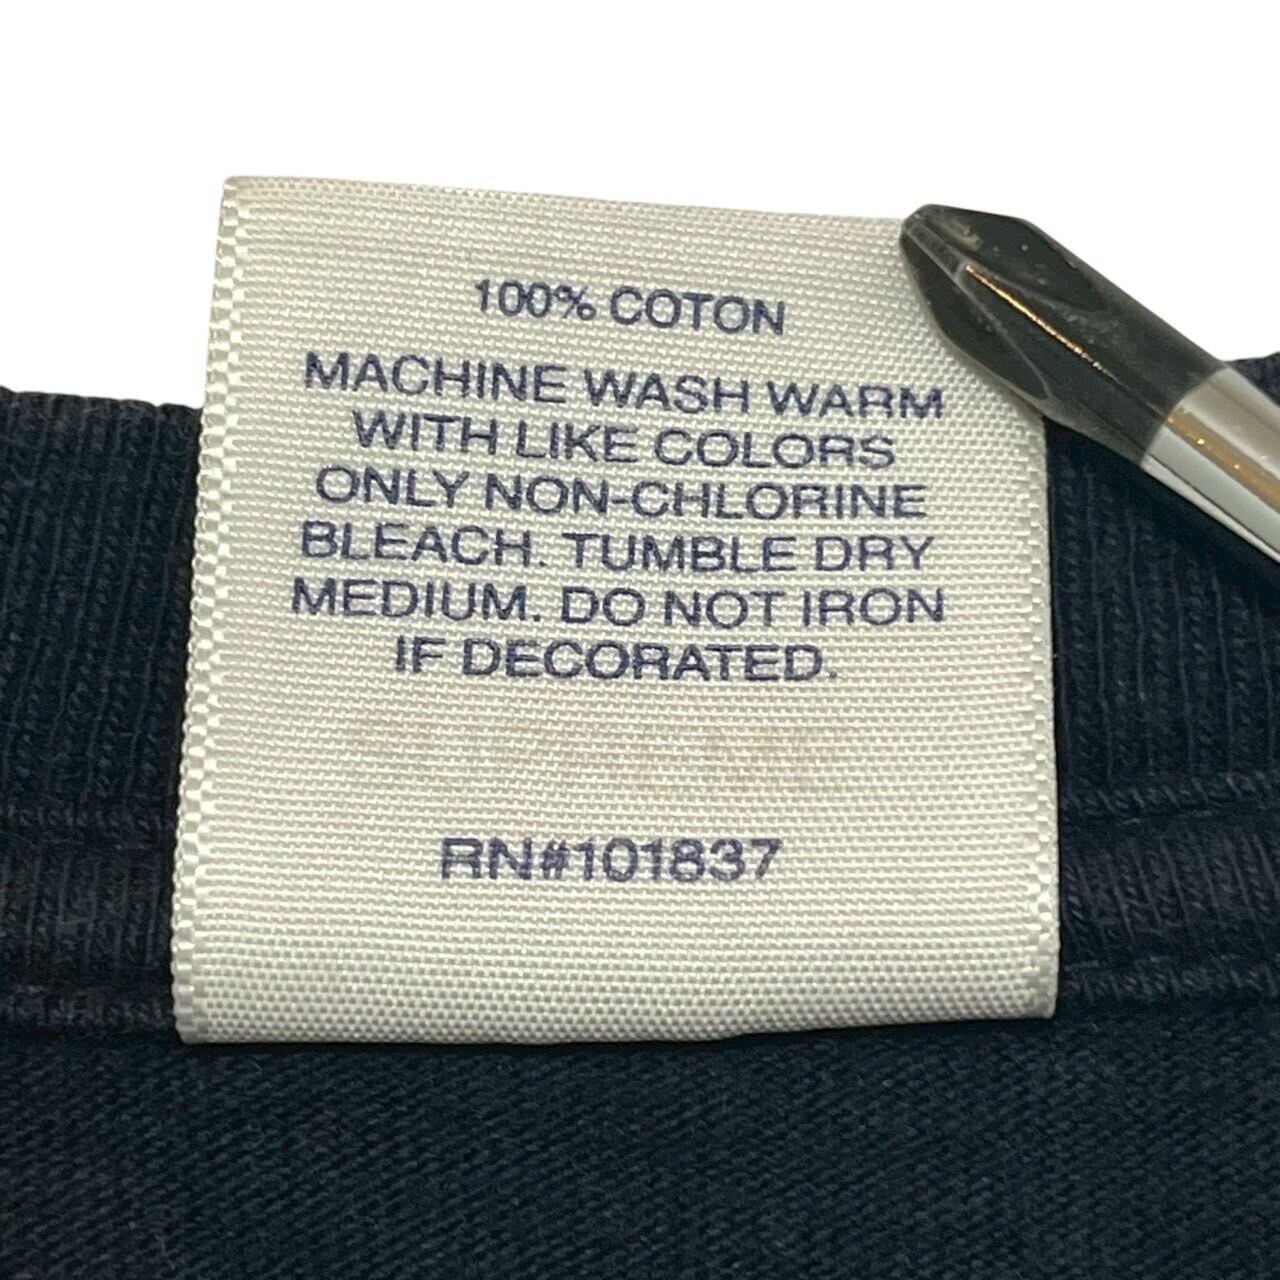 100% COTON
MACHINE WASH WARM
WITH LIKE COLORS
ONLY NON-CHLORINE
BLEACH. TUMBLE DRY
MEDIUM. DO NOT IRON
IF DECORATED.
RN#101837